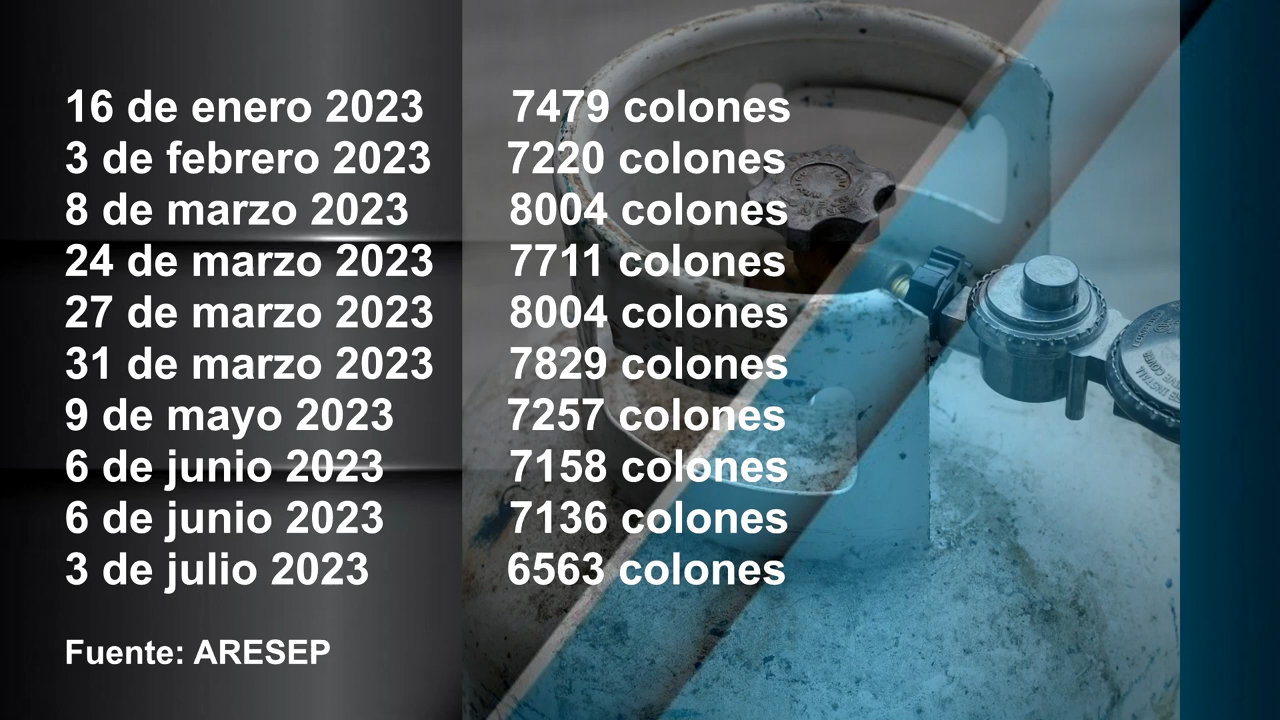 16 de enero 2023 7479 colones
3 de febrero 2023 7220 colones
8 de marzo 2023 8004 colones
24 de marzo 2023 7711 colones
27 de marzo 2023 8004 colones
31 de marzo 2023 7829 colones
9 de mayo 2023 7257 colones
6 de junio 2023 7158 colones
6 de junio 2023 7136 colones
3 de julio 2023 6563 colones
Fuente: ARESEP